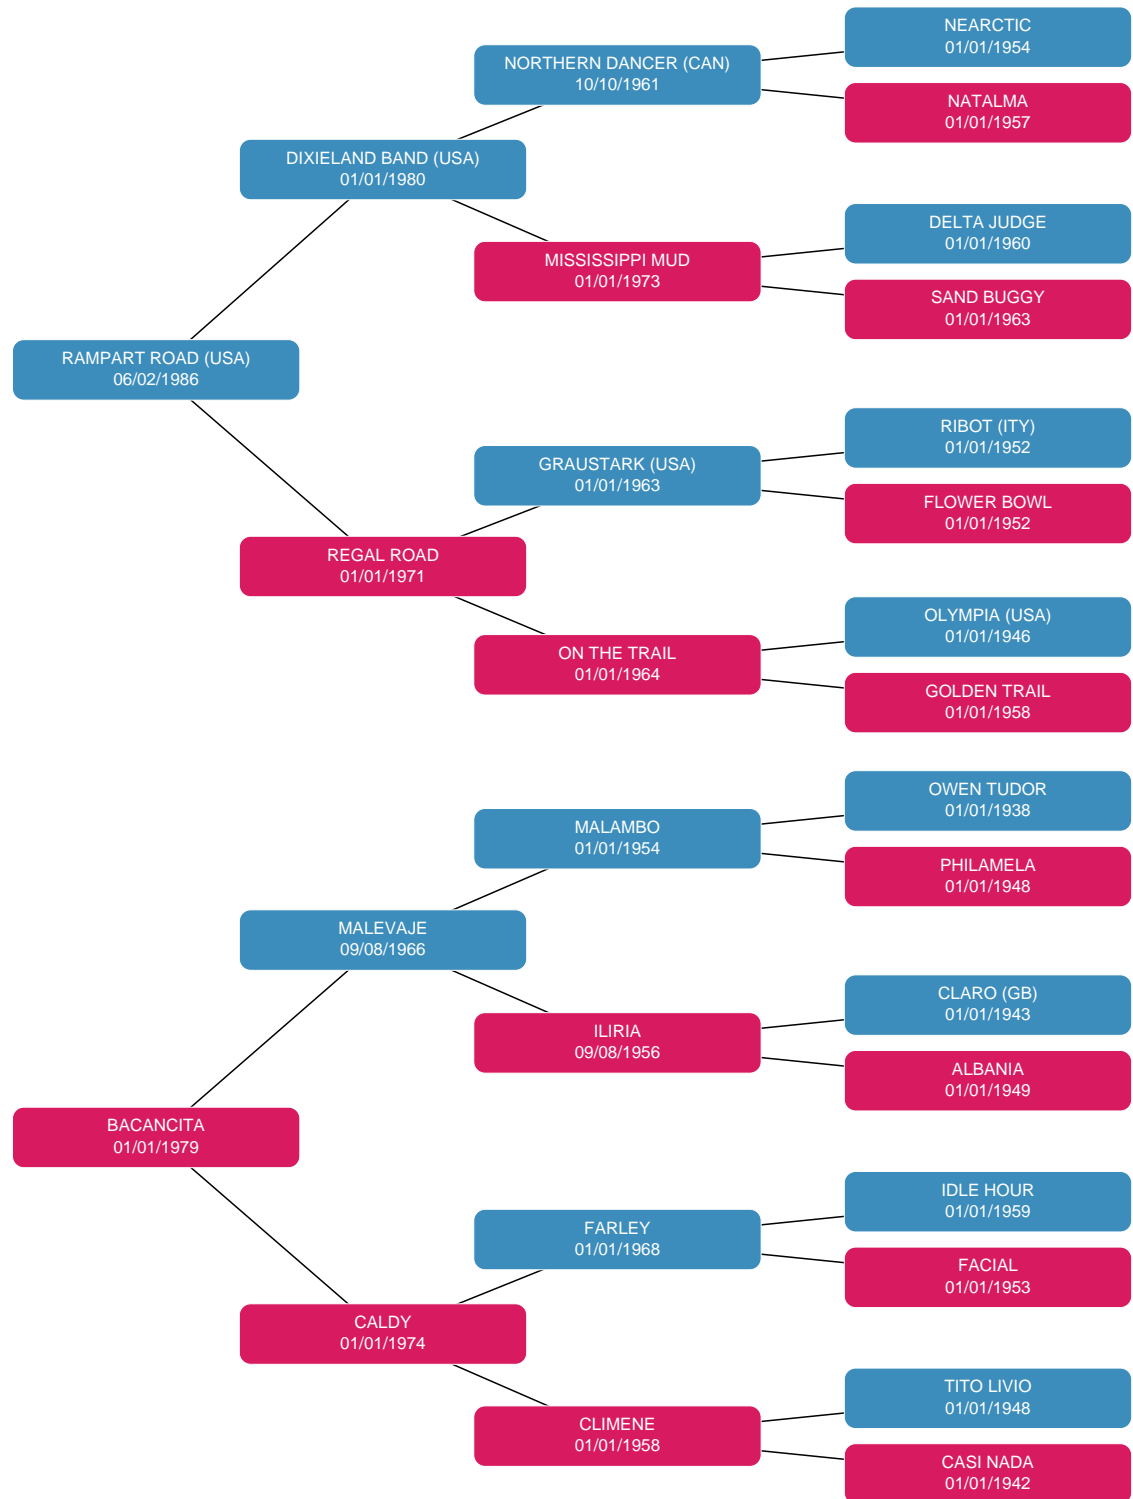 NEARCTIC
01/01/1954
NORTHERN DANCER (CAN)
10/10/1961
NATALMA
01/01/1957
DIXIELAND BAND (USA)
01/01/1980
DELTA JUDGE
01/01/1960
MISSISSIPPI MUD
01/01/1973
SAND BUGGY
01/01/1963
RAMPART ROAD (USA)
06/02/1986
RIBOT (ITY)
01/01/1952
GRAUSTARK (USA)
01/01/1963
FLOWER BOWL
01/01/1952
REGAL ROAD
01/01/1971
OLYMPIA (USA)
01/01/1946
ON THE TRAIL
01/01/1964
GOLDEN TRAIL
01/01/1958
OWEN TUDOR
01/01/1938
MALAMBO
01/01/1954
PHILAMELA
01/01/1948
MALEVAJE
09/08/1966
CLARO (GB)
01/01/1943
ILIRIA
09/08/1956
ALBANIA
01/01/1949
BACANCITA
01/01/1979
IDLE HOUR
01/01/1959
FARLEY
01/01/1968
FACIAL
01/01/1953
CALDY
01/01/1974
TITO LIVIO
01/01/1948
CLIMENE
01/01/1958
CASI NADA
01/01/1942